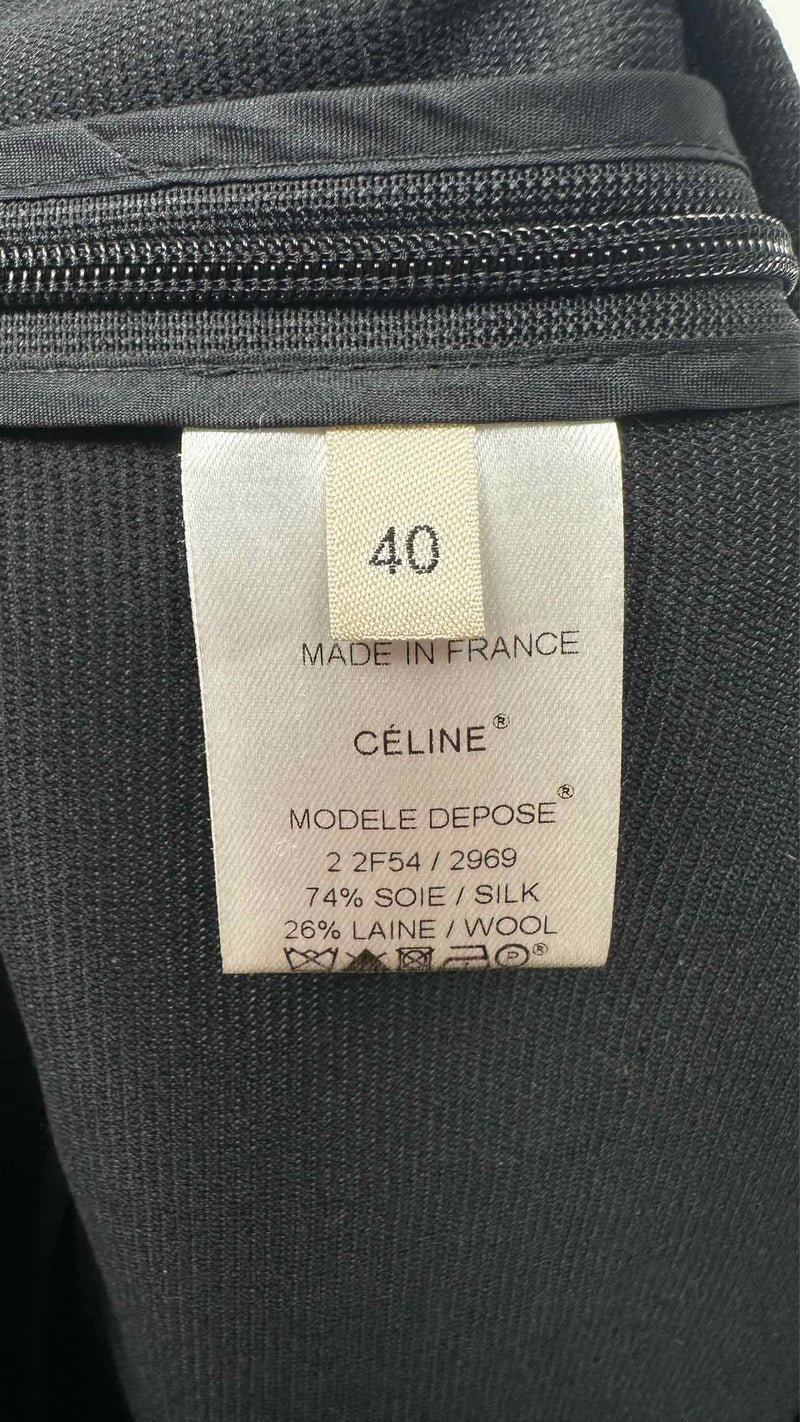 40
MADE IN FRANCE
CÉLINE®
MODELE DEPOSE®
2 2F54 / 2969
74% SOIE / SILK
26% LAINE / WOOL
P®